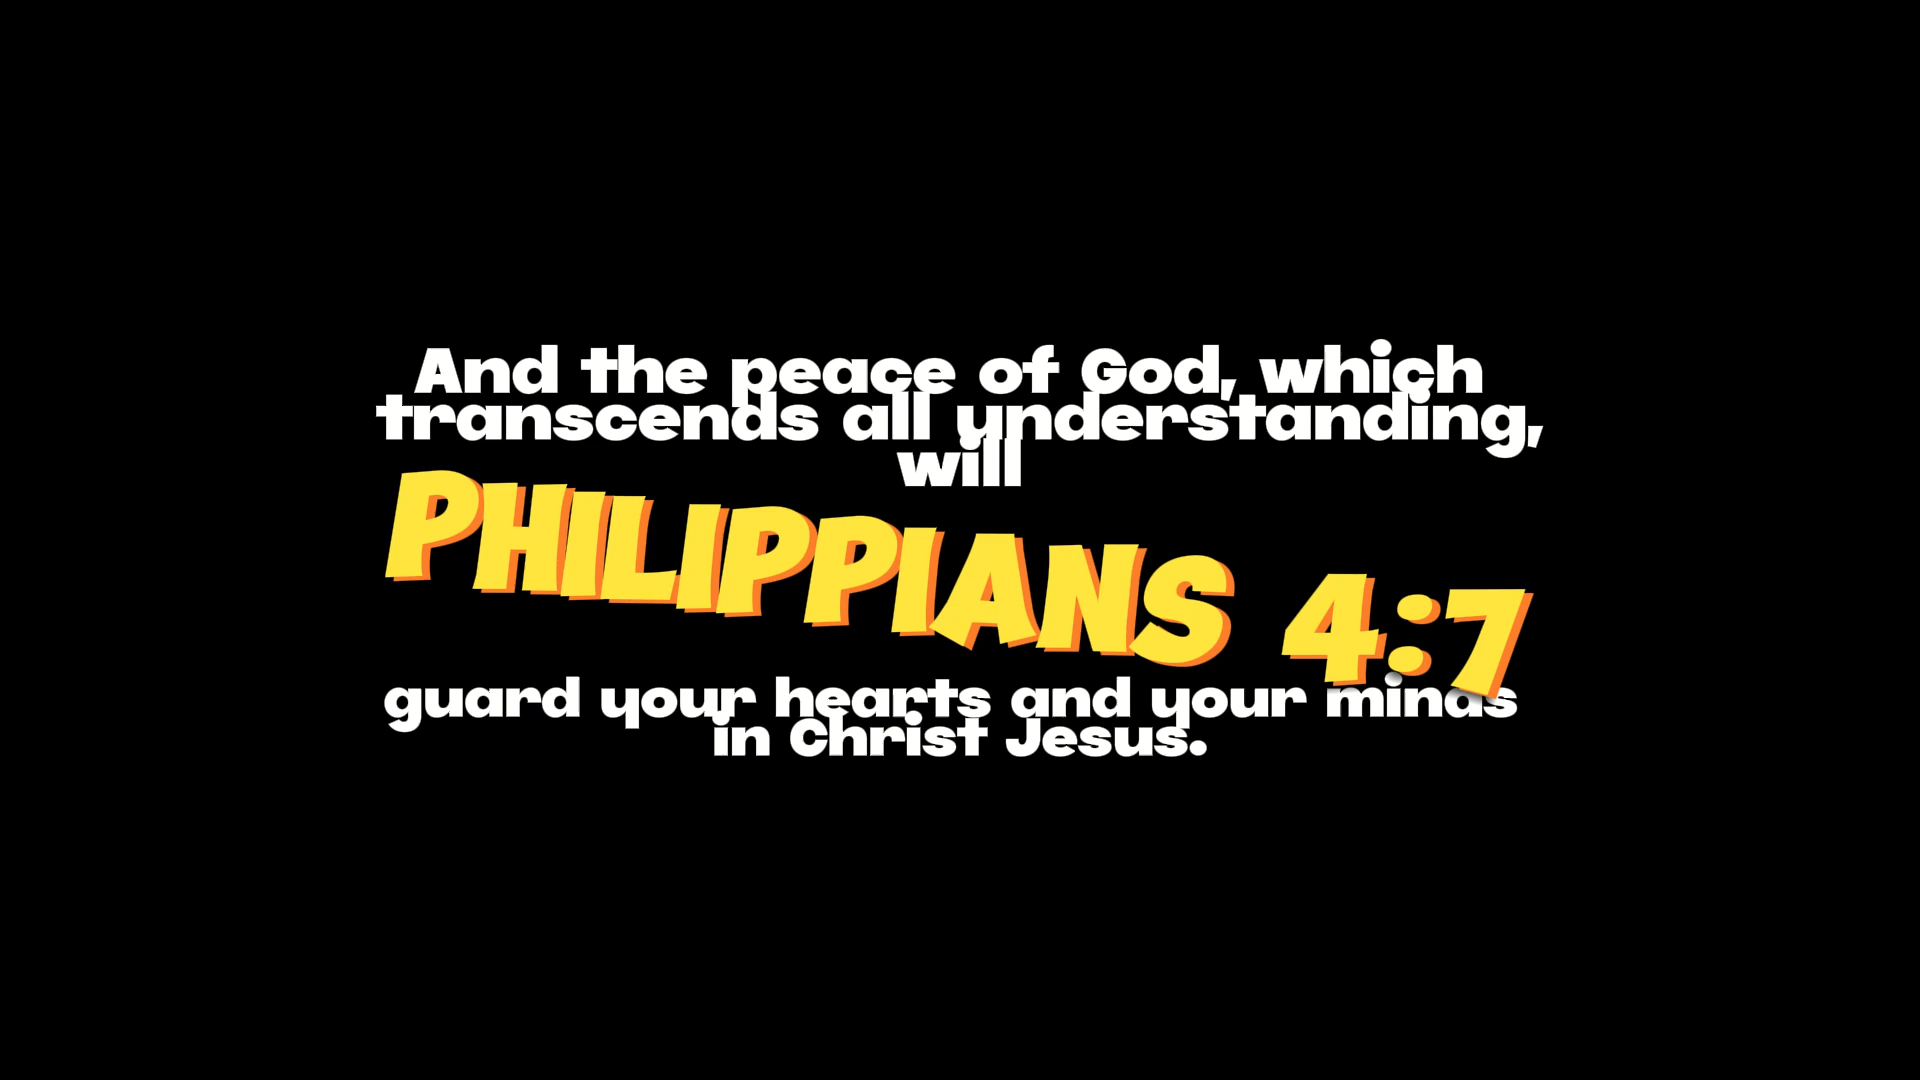 And the peace of God, which
transcends all understanding,
will
PHILIPPIANS 4:7
guard your hearts and your minds
in Christ Jesus.